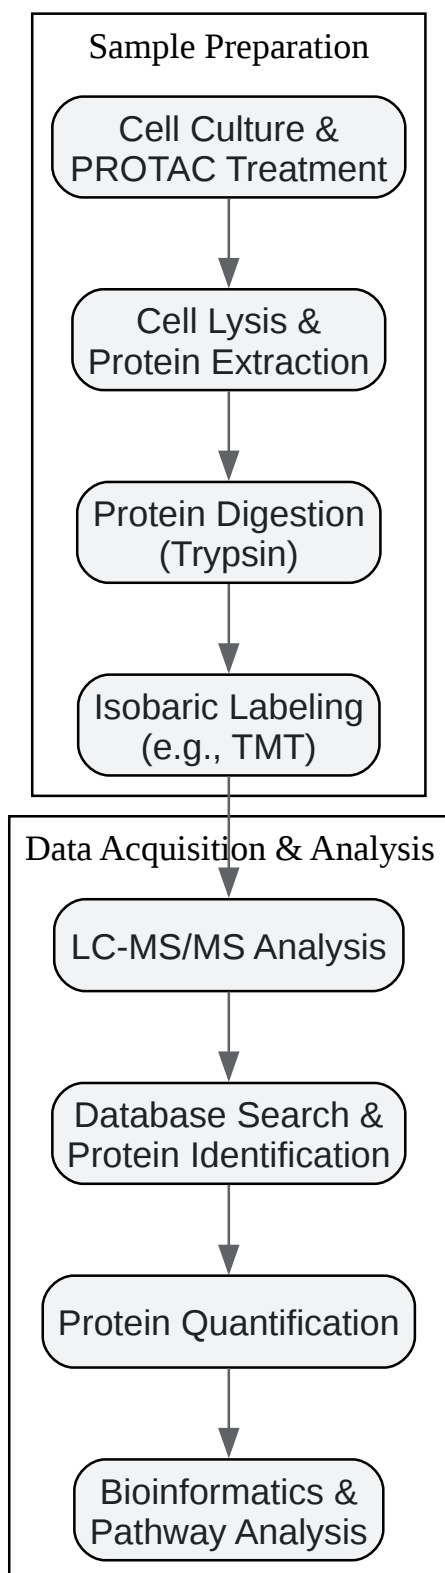 Sample Preparation
Cell Culture &
PROTAC Treatment
Cell Lysis &
Protein Extraction
Protein Digestion
(Trypsin)
Isobaric Labeling
(e.g., TMT)
Data Acquisition & Analysis
LC-MS/MS Analysis
Database Search &
Protein Identification
Protein Quantification
Bioinformatics &
Pathway Analysis